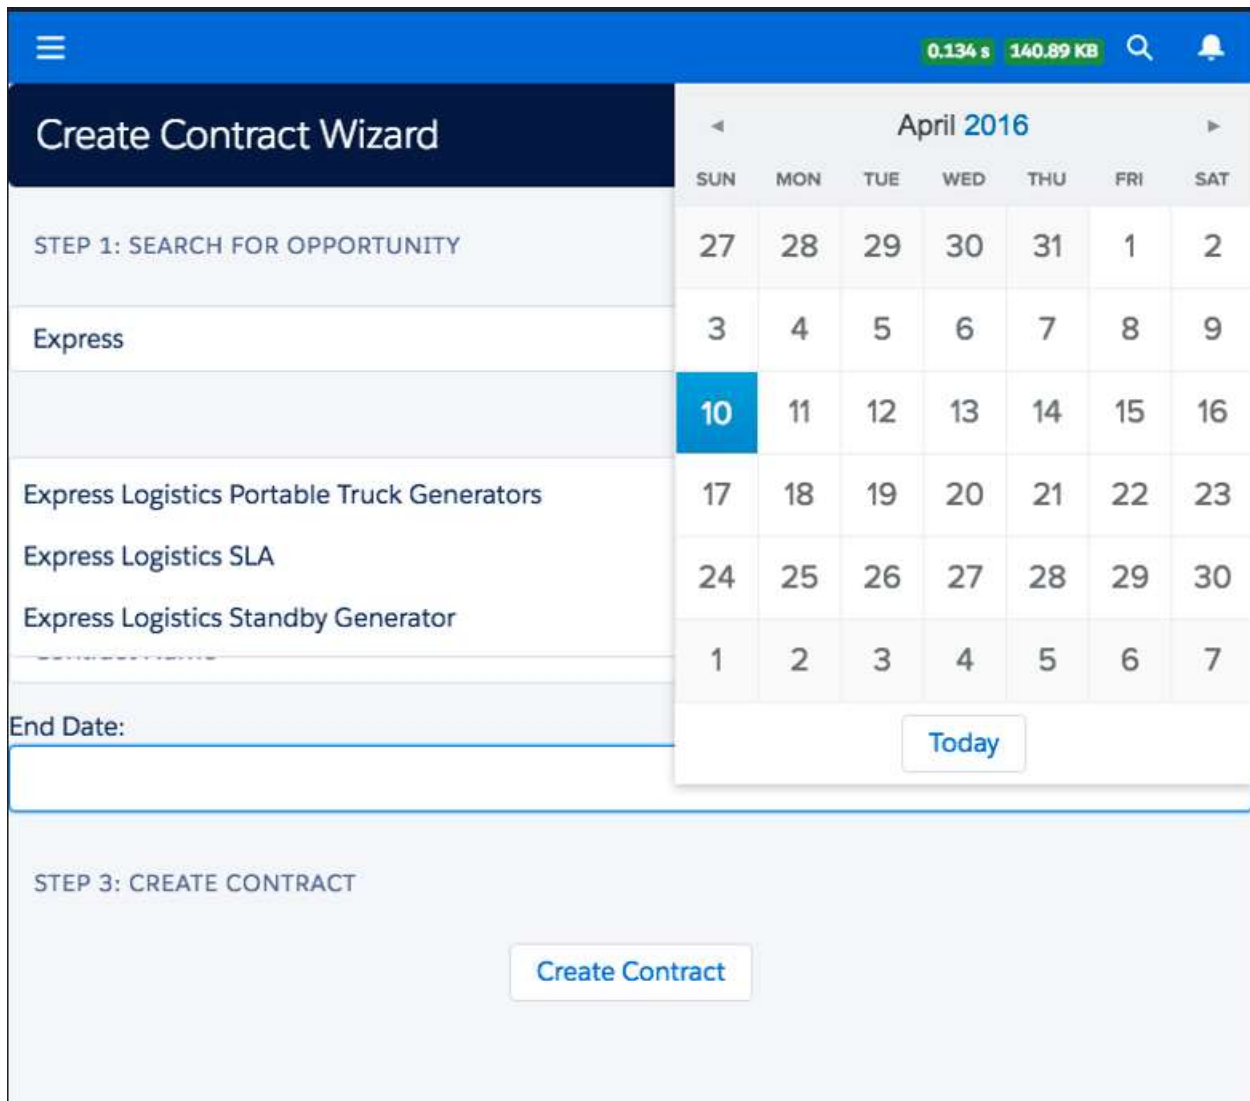 0.134 s 140.89 KB
Create Contract Wizard
STEP 1: SEARCH FOR OPPORTUNITY
Express
Express Logistics Portable Truck Generators
Express Logistics SLA
Express Logistics Standby Generator
End Date:
April 2016
SUN MON TUE WED THU FRI SAT
27 28 29 30 31 1 2
3 4 5 6 7 8 9
10 11 12 13 14 15 16
17 18 19 20 21 22 23
24 25 26 27 28 29 30
1 2 3 4 5 6 7
Today
STEP 3: CREATE CONTRACT
Create Contract